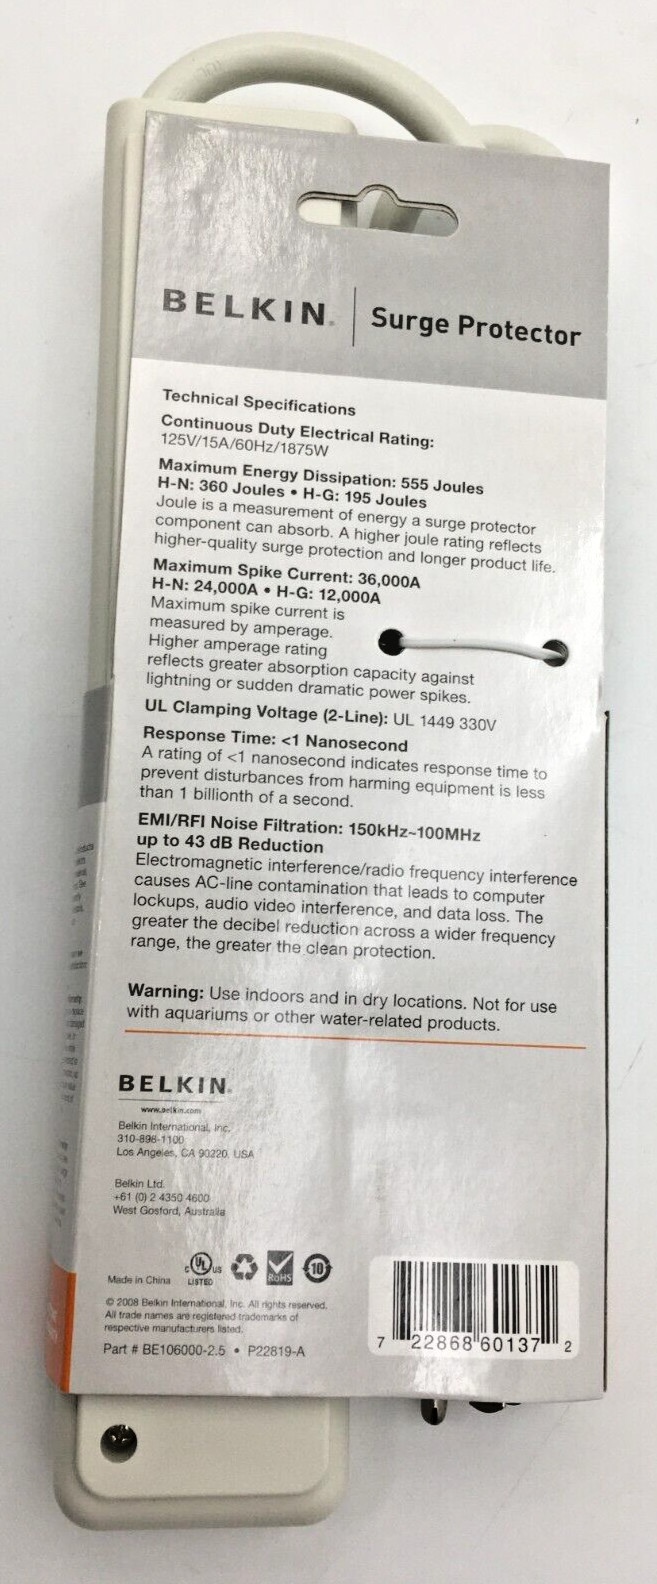 BELKIN. | Surge Protector
Technical Specifications
Continuous Duty Electrical Rating:
125V/15A/60Hz/1875W
Maximum Energy Dissipation: 555 Joules
H-N: 360 Joules • H-G: 195 Joules
Joule is a measurement of energy a surge protector
component can absorb. A higher joule rating reflects
higher-quality surge protection and longer product life.
Maximum Spike Current: 36,000A
H-N: 24,000A • H-G: 12,000A
Maximum spike current is
measured by amperage.
Higher amperage rating
reflects greater absorption capacity against
lightning or sudden dramatic power spikes.
UL Clamping Voltage (2-Line): UL 1449 330V
Response Time: <1 Nanosecond
A rating of <1 nanosecond indicates response time to
prevent disturbances from harming equipment is less
than 1 billionth of a second.
EMI/RFI Noise Filtration: 150kHz~100MHz
up to 43 dB Reduction
Electromagnetic interference/radio frequency interference
causes AC-line contamination that leads to computer
lockups, audio video interference, and data loss. The
greater the decibel reduction across a wider frequency
range, the greater the clean protection.
Warning: Use indoors and in dry locations. Not for use
with aquariums or other water-related products.
BELKIN.
www.belkin.com
Belkin International, Inc.
310-898-1100
Los Angeles, CA 90220, USA
Belkin Ltd.
+61 (0) 2 4350 4600
West Gosford, Australia
Made in China
c UL US
LISTED
RoHS
10
© 2008 Belkin International, Inc. All rights reserved.
All trade names are registered trademarks of
respective manufacturers listed.
Part # BE106000-2.5 • P22819-A
7 22868 60137 2